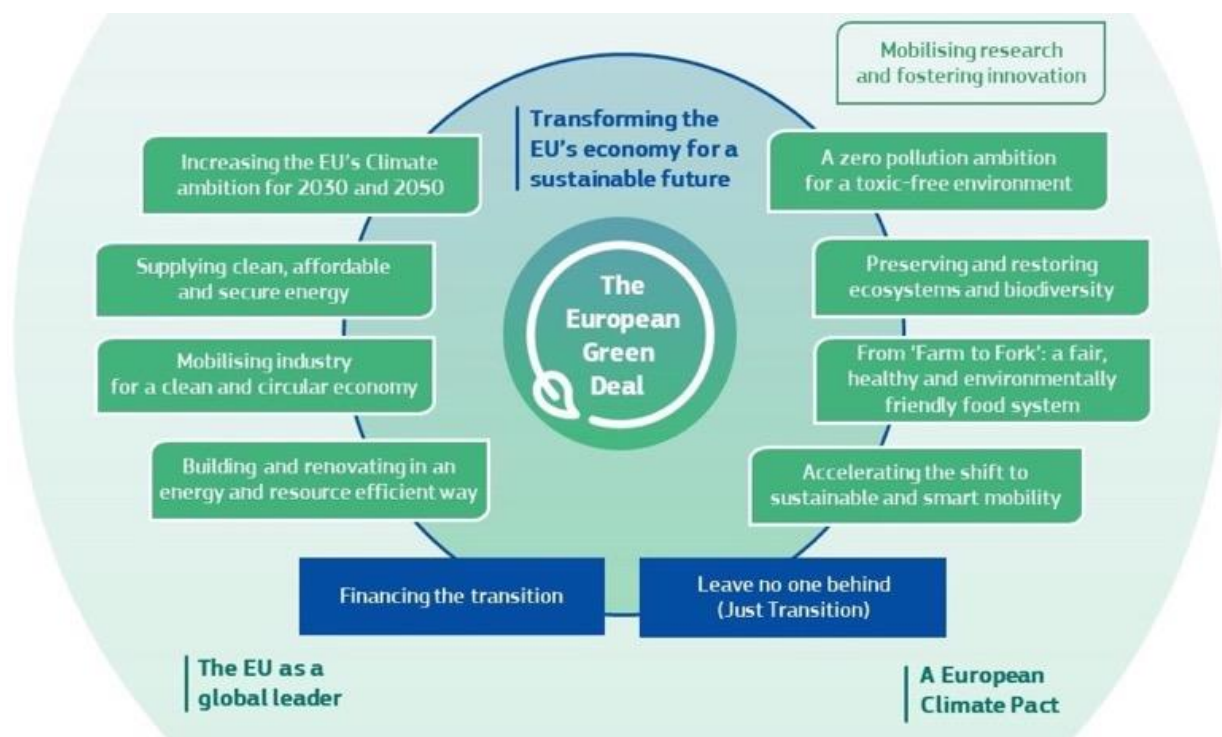 Mobilising research
and fostering innovation
Transforming the
EU's economy for a
sustainable future
Increasing the EU's Climate
ambition for 2030 and 2050
A zero pollution ambition
for a toxic-free environment
Supplying clean, affordable
and secure energy
The
European
Green
Deal
Preserving and restoring
ecosystems and biodiversity
Mobilising industry
for a clean and circular economy
From 'Farm to Fork': a fair,
healthy and environmentally
friendly food system
Building and renovating in an
energy and resource efficient way
Accelerating the shift to
sustainable and smart mobility
Financing the transition
Leave no one behind
(Just Transition)
The EU as a
global leader
A European
Climate Pact